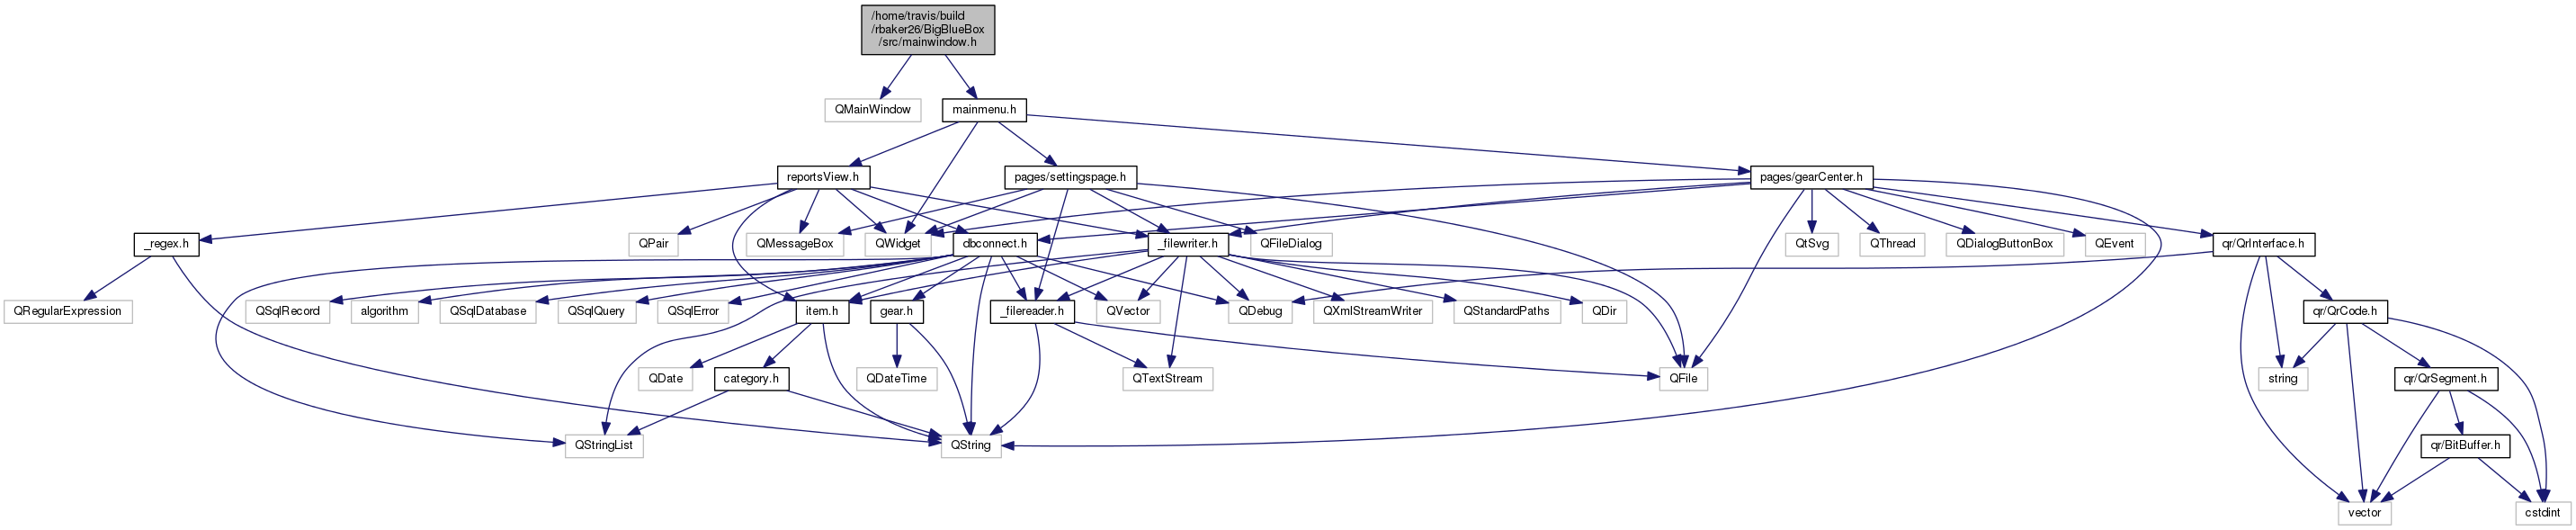 /home/travis/build
/rbaker26/BigBlueBox
/src/mainwindow.h
QMainWindow
mainmenu.h
reportsView.h
pages/settingspage.h
pages/gearCenter.h
_regex.h
QPair
QMessageBox
QWidget
dbconnect.h
_filewriter.h
QFileDialog
QtSvg
QThread
QDialogButtonBox
QEvent
qr/QrInterface.h
QRegularExpression
QSqlRecord
algorithm
QSqlDatabase
QSqlQuery
QSqlError
item.h
gear.h
_filereader.h
QVector
QDebug
QXmlStreamWriter
QStandardPaths
QDir
qr/QrCode.h
QDate
category.h
QDateTime
QTextStream
QFile
string
qr/QrSegment.h
QStringList
QString
qr/BitBuffer.h
vector
cstdint